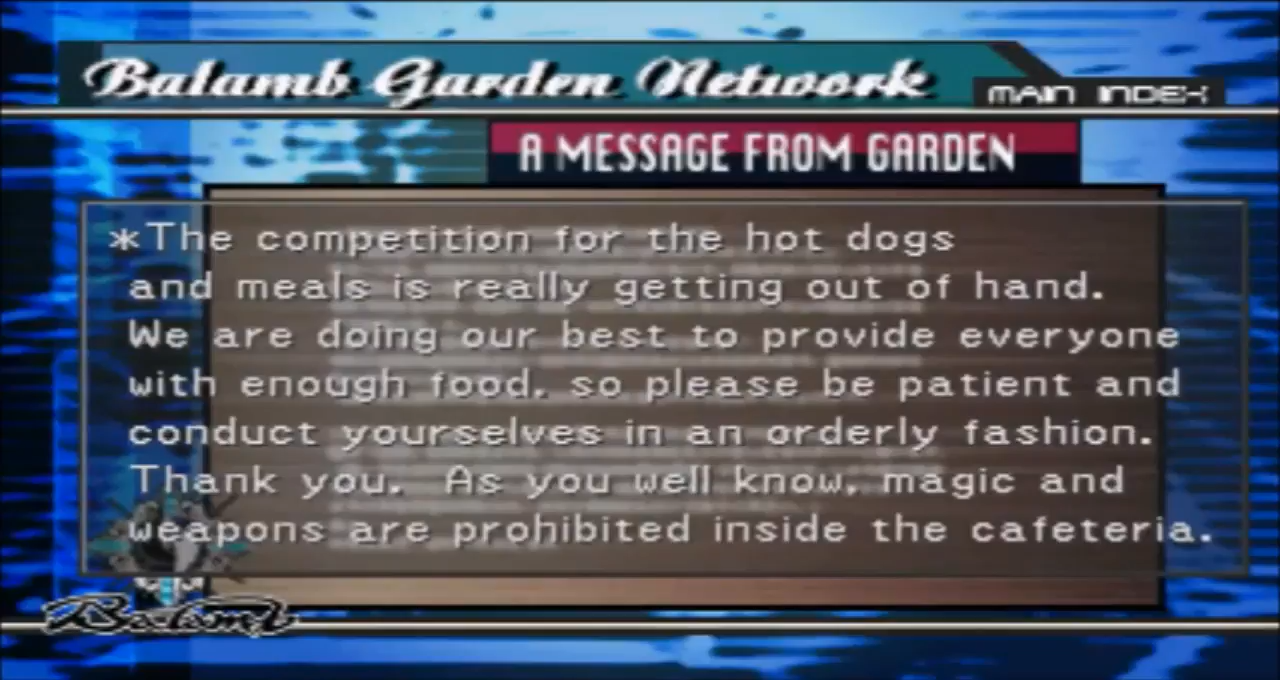 Balamb Garden Network
MAIN INDEX
A MESSAGE FROM GARDEN
*The competition for the hot dogs
and meals is really getting out of hand.
We are doing our best to provide everyone
with enough food, so please be patient and
conduct yourselves in an orderly fashion.
Thank you. As you well know, magic and
weapons are prohibited inside the cafeteria.
Balamb